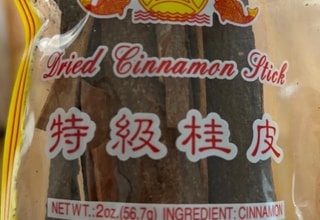 Dried Cinnamon Stick
特級桂皮
NET WT.:2oz.(56.7g) INGREDIENT: CINNAMON